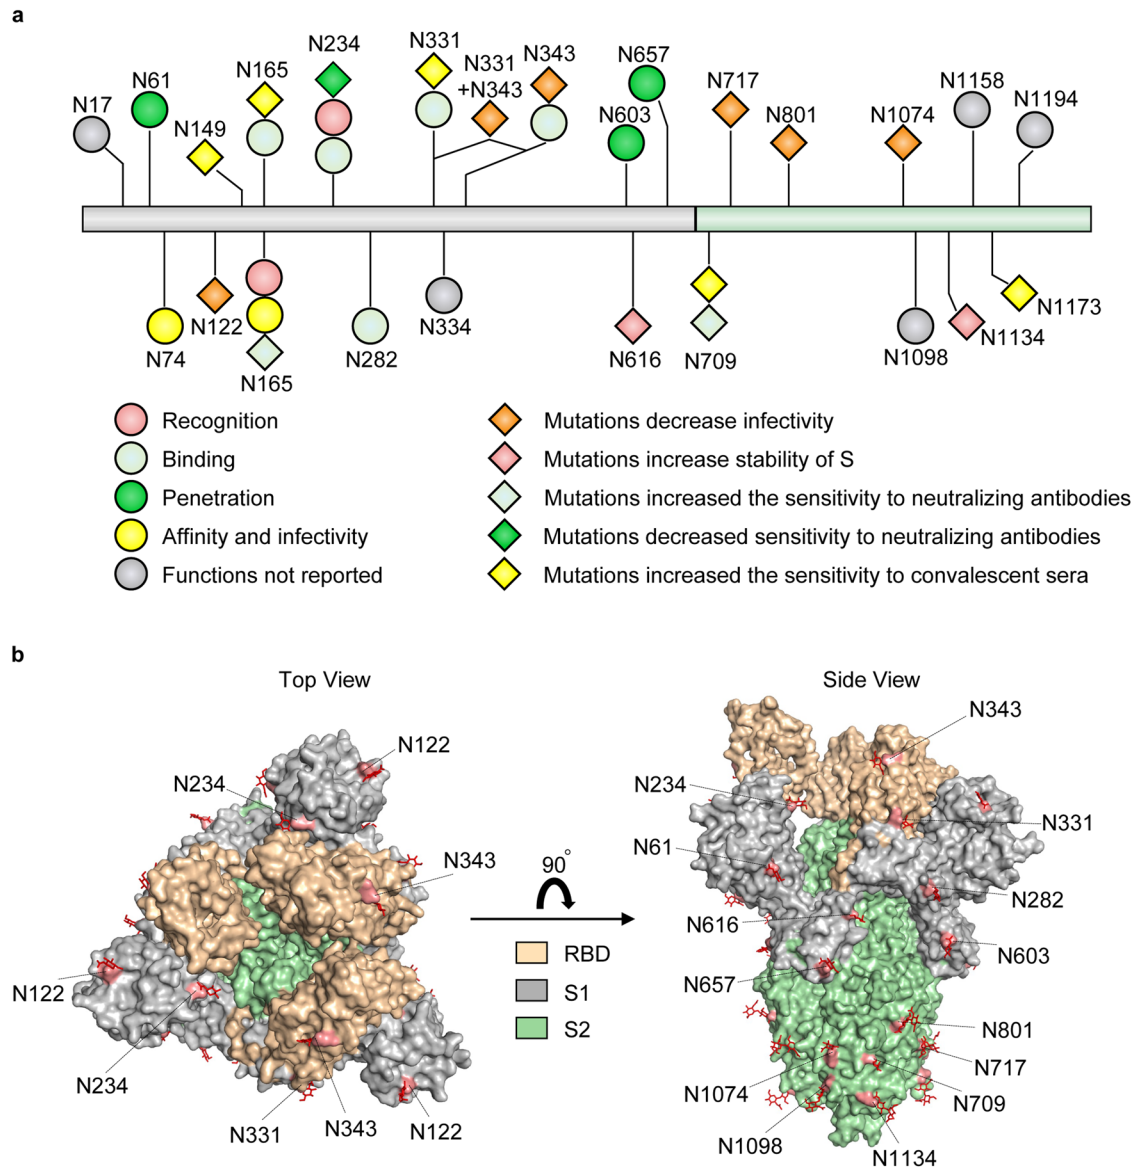 a
N17
N61
N149
N165
N234
N331
N331
+N343
N343
N603
N657
N717
N801
N1074
N1158
N1194
N74
N122
N165
N282
N334
N616
N709
N1098
N1134
N1173
Recognition
Binding
Penetration
Affinity and infectivity
Functions not reported
Mutations decrease infectivity
Mutations increase stability of S
Mutations increased the sensitivity to neutralizing antibodies
Mutations decreased sensitivity to neutralizing antibodies
Mutations increased the sensitivity to convalescent sera
b
Top View
N122
N234
N343
N122
N234
N331
N343
N122
90°
RBD
S1
S2
Side View
N343
N234
N331
N61
N282
N616
N603
N657
N801
N717
N1074
N709
N1098
N1134